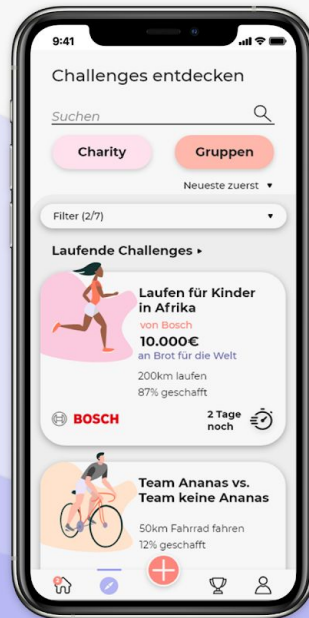 9:41
Challenges entdecken
Suchen
Charity
Gruppen
Neueste zuerst
Filter (2/7)
Laufende Challenges
Laufen für Kinder
in Afrika
von Bosch
10.000€
an Brot für die Welt
200km laufen
87% geschafft
BOSCH
2 Tage
noch
Team Ananas vs.
Team keine Ananas
50km Fahrrad fahren
12% geschafft